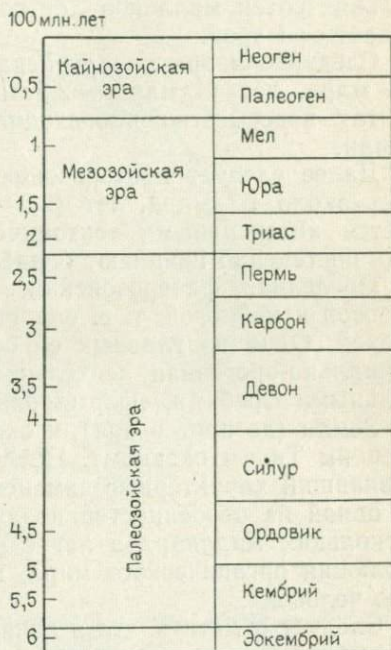 100 млн. лет
Кайнозойская
эра
Неоген
0,5
Палеоген
1
Мел
Мезозойская
эра
Юра
1,5
2
Триас
2,5
Пермь
3
Карбон
3,5
Девон
4
Палеозойская эра
Силур
4,5
Ордовик
5
5,5
Кембрий
6
Эокембрий